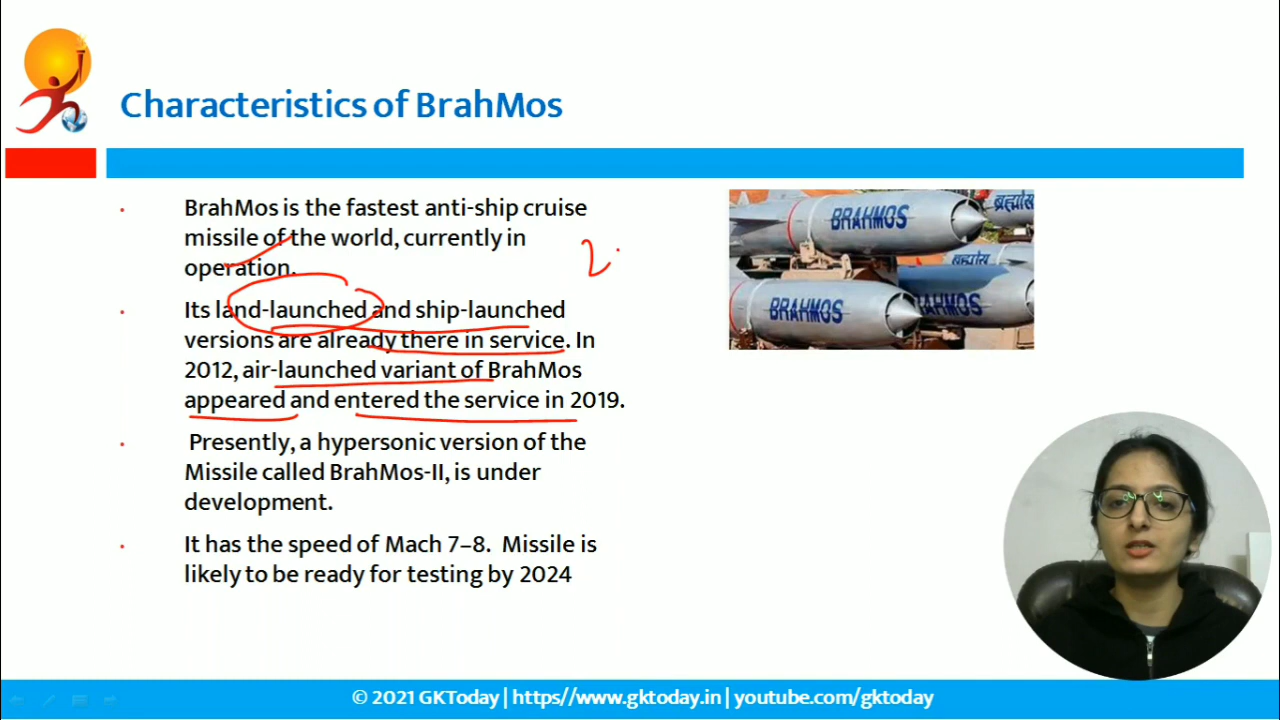 Characteristics of BrahMos
BrahMos is the fastest anti-ship cruise
missile of the world, currently in
operation.
2
Its land-launched and ship-launched
versions are already there in service. In
2012, air-launched variant of BrahMos
appeared and entered the service in 2019.
Presently, a hypersonic version of the
Missile called BrahMos-II, is under
development.
It has the speed of Mach 7–8. Missile is
likely to be ready for testing by 2024
BRAHMOS
ब्रह्मोस
BRAHMOS
BRAHMOS
© 2021 GKToday | https//www.gktoday.in | youtube.com/gktoday